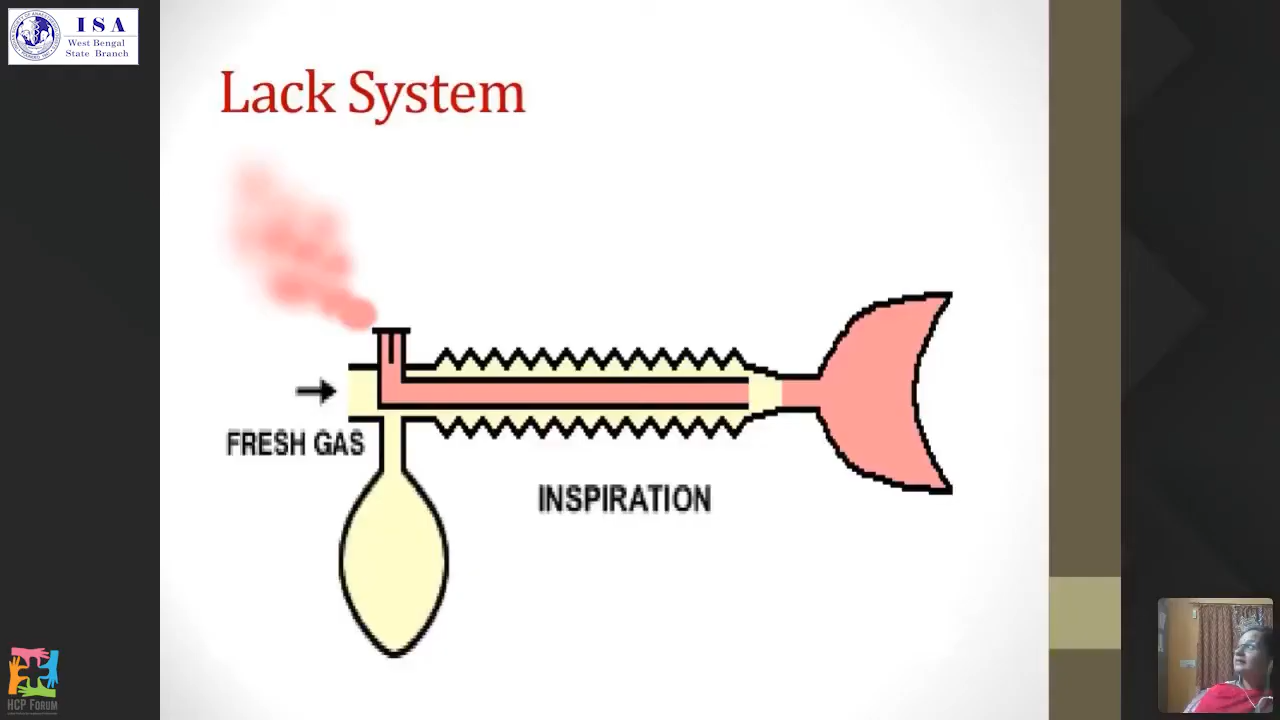 ISA
West Bengal
State Branch
Lack System
FRESH GAS
INSPIRATION
HCP FORUM